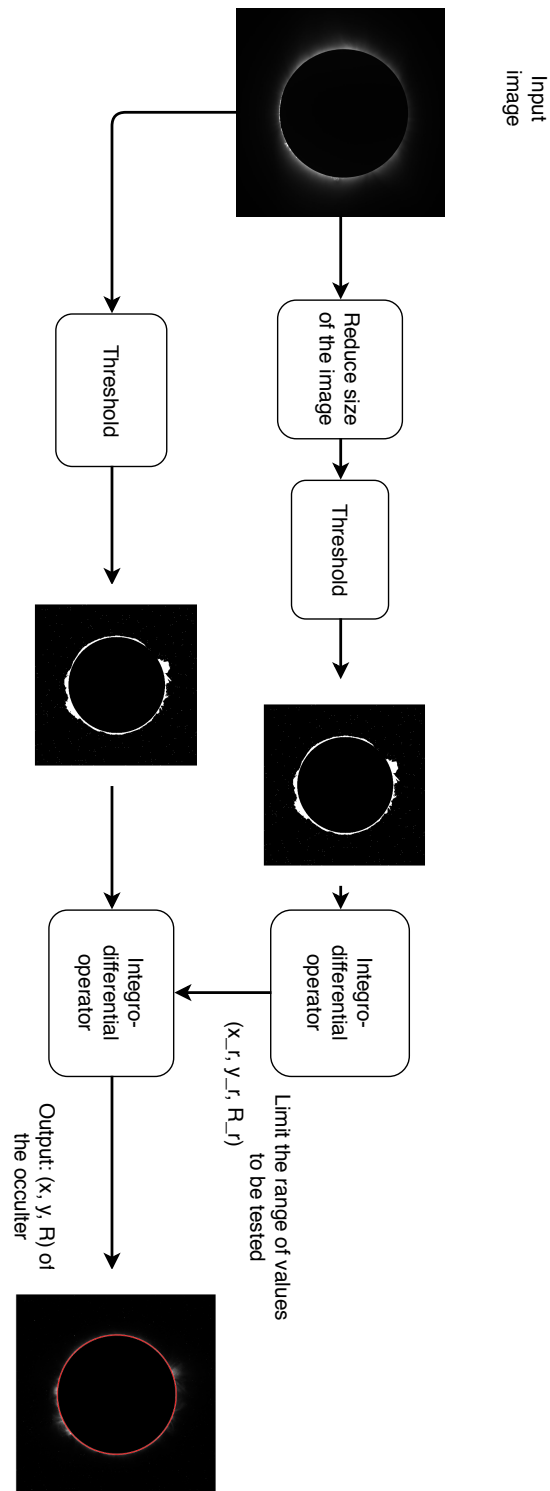 Input
image
Reduce size
of the image
Threshold
Integro-
differential
operator
Limit the range of values
to be tested
(x_r, y_r, R_r)
Threshold
Integro-
differential
operator
Output: (x, y, R) of
the occulter